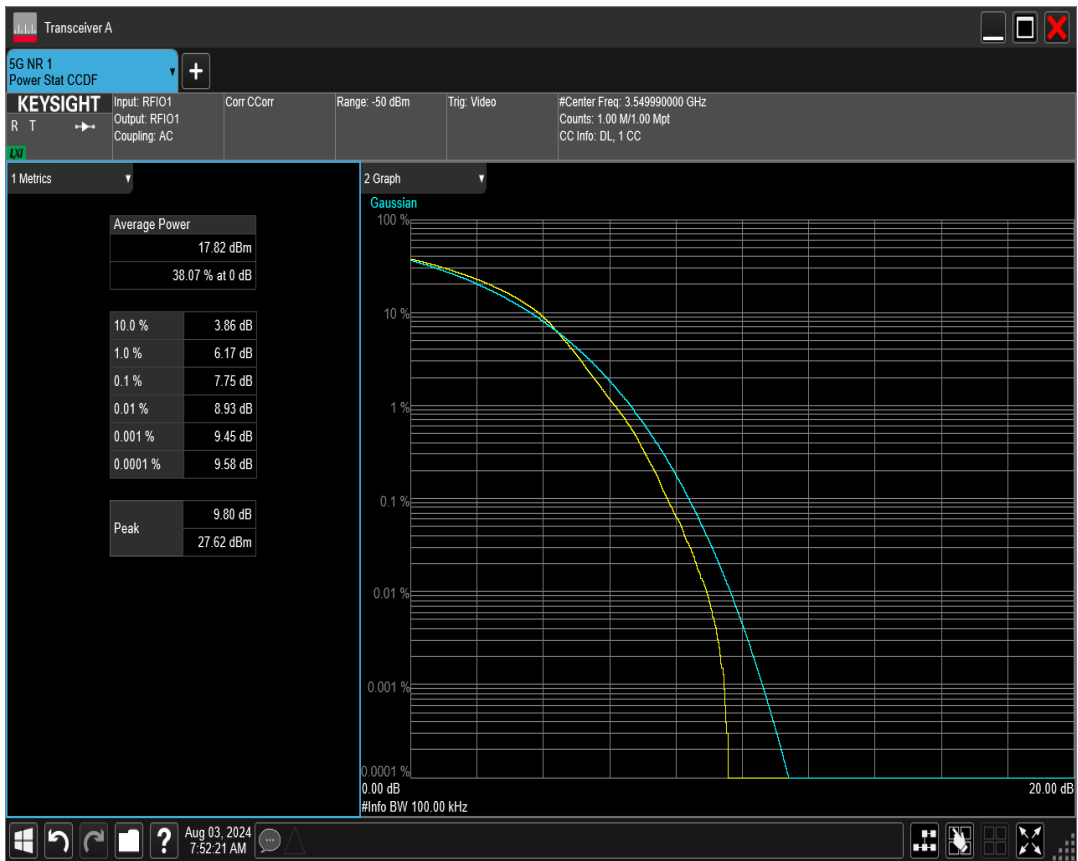 Transceiver A
5G NR 1
Power Stat CCDF
KEYSIGHT
R T
LXI
Input: RFIO1
Output: RFIO1
Coupling: AC
Corr CCorr
Range: -50 dBm
Trig: Video
#Center Freq: 3.549990000 GHz
Counts: 1.00 M/1.00 Mpt
CC Info: DL, 1 CC
1 Metrics
Average Power
17.82 dBm
38.07 % at 0 dB
10.0 % 3.86 dB
1.0 % 6.17 dB
0.1 % 7.75 dB
0.01 % 8.93 dB
0.001 % 9.45 dB
0.0001 % 9.58 dB
Peak
9.80 dB
27.62 dBm
2 Graph
Gaussian
100 %
10 %
1 %
0.1 %
0.01 %
0.001 %
0.0001 %
0.00 dB
20.00 dB
#Info BW 100.00 kHz
?
Aug 03, 2024
7:52:21 AM